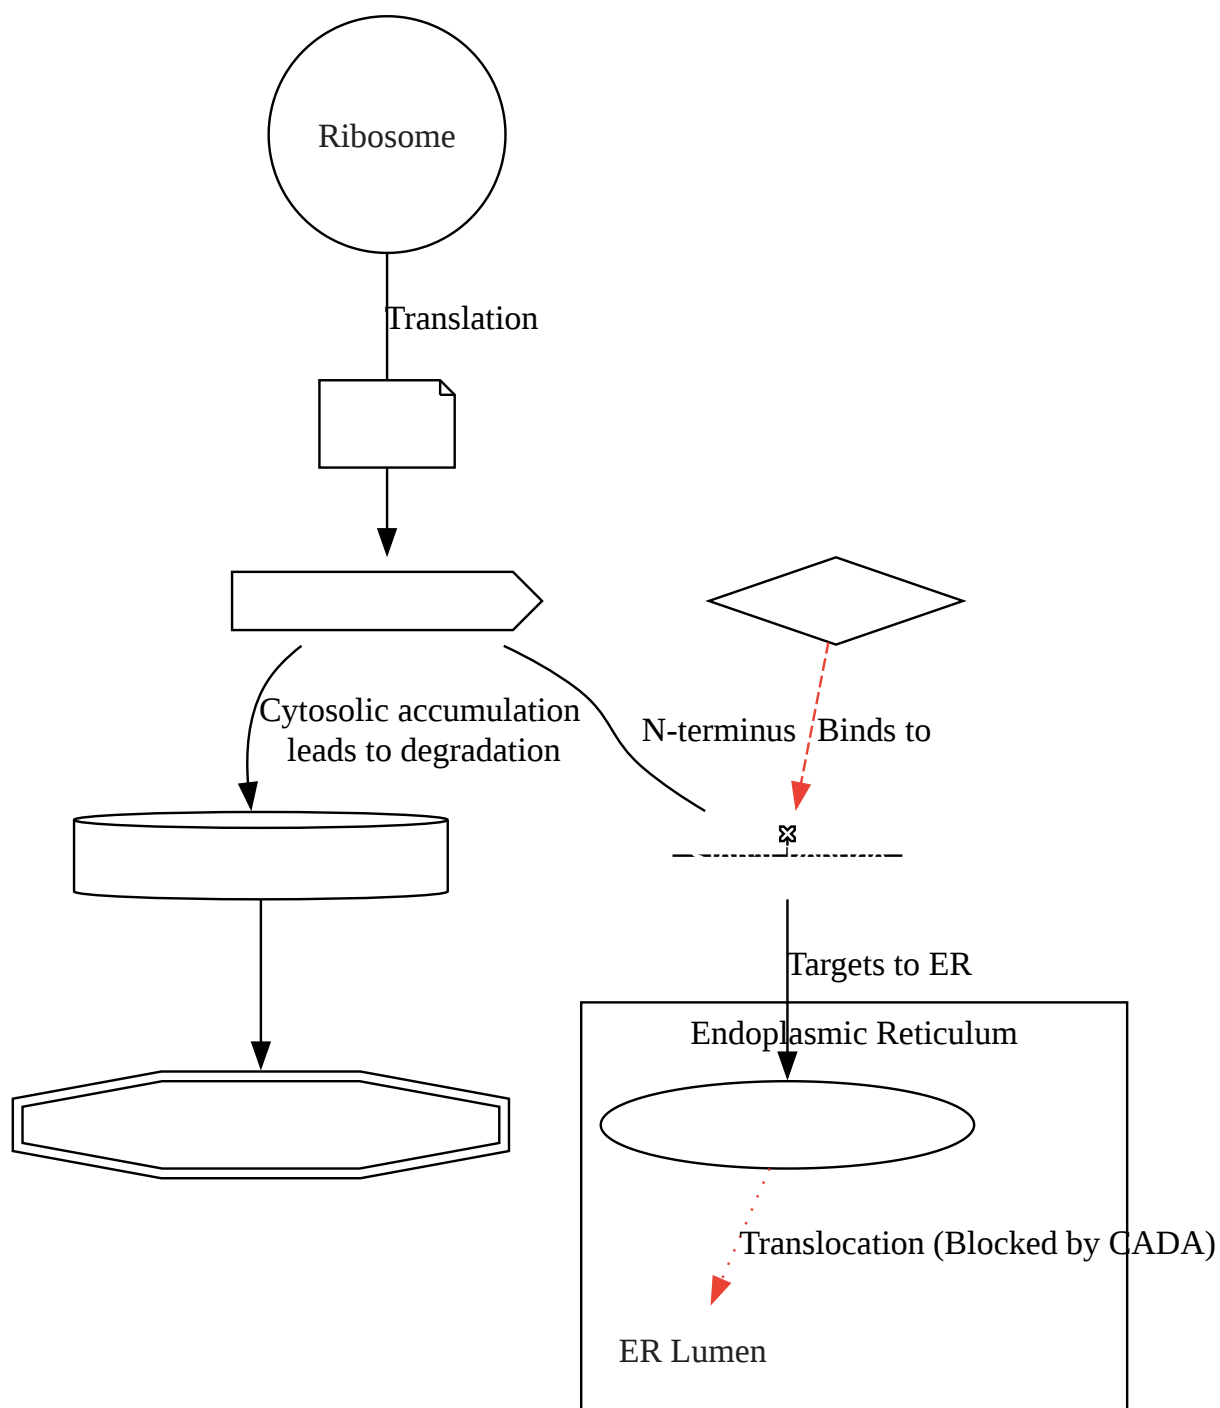 Ribosome
Translation
Cytosolic accumulation
leads to degradation
N-terminus
Binds to
Targets to ER
Endoplasmic Reticulum
Translocation (Blocked by CADA)
ER Lumen